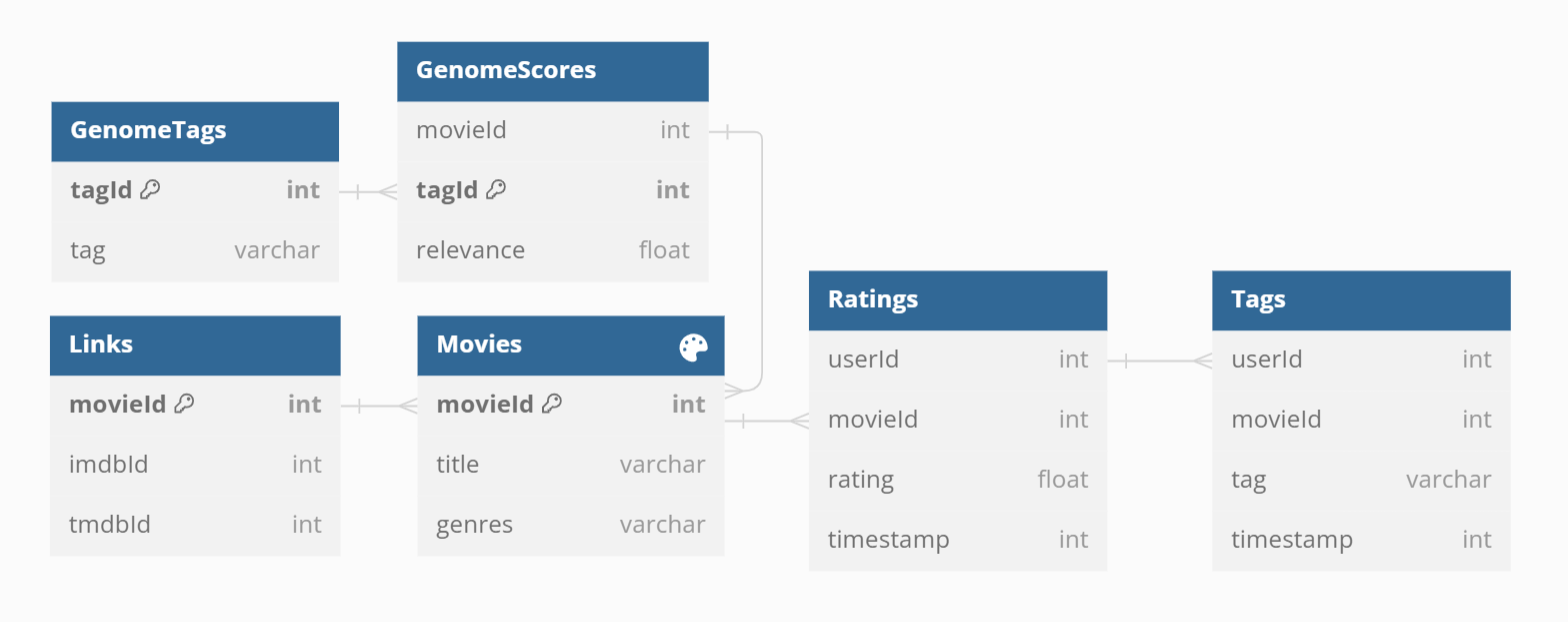 GenomeTags
tagId int
tag varchar
GenomeScores
movieId int
tagId int
relevance float
Links
movieId int
imdbId int
tmdbId int
Movies
movieId int
title varchar
genres varchar
Ratings
userId int
movieId int
rating float
timestamp int
Tags
userId int
movieId int
tag varchar
timestamp int